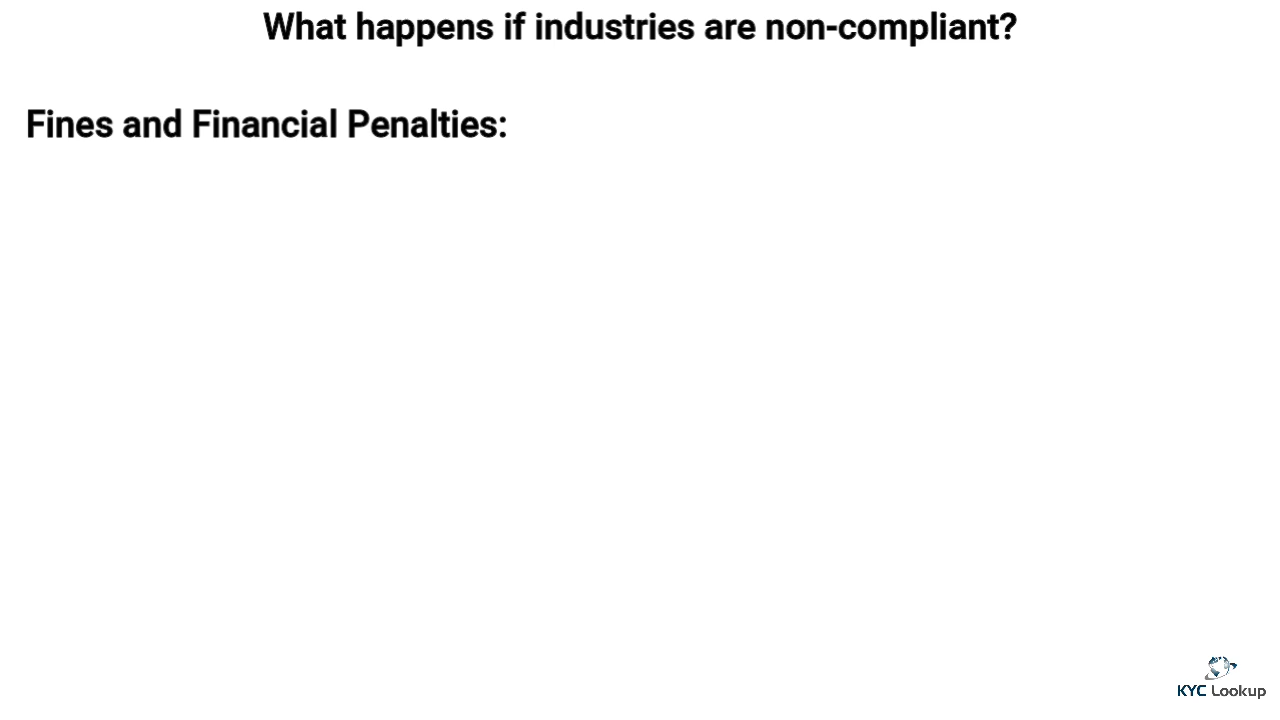 What happens if industries are non-compliant?
Fines and Financial Penalties:
KYC Lookup